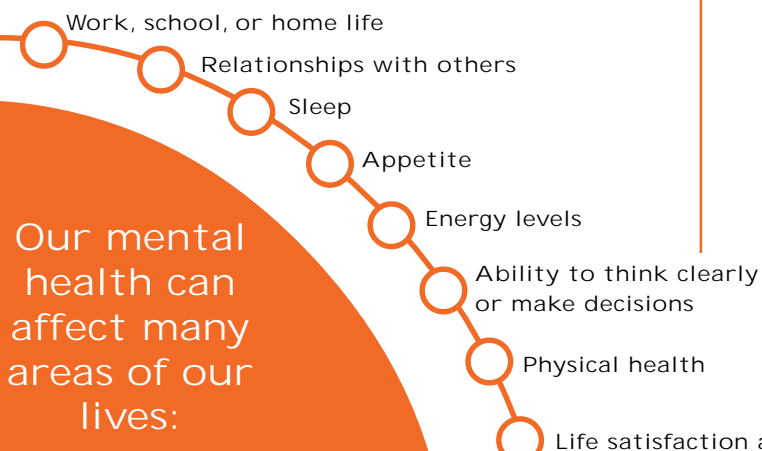 Work, school, or home life
Relationships with others
Sleep
Appetite
Energy levels
Ability to think clearly
or make decisions
Physical health
Life satisfaction
Our mental
health can
affect many
areas of our
lives: